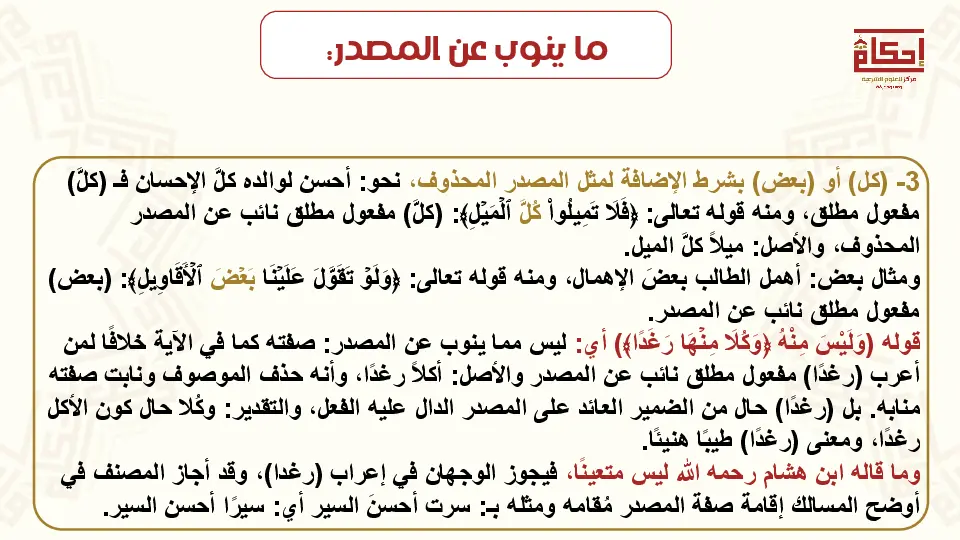 ما ينوب عن المصدر:
إحكام
مركز للعلوم الشرعية
3- (كل) أو (بعض) بشرط الإضافة لمثل المصدر المحذوف، نحو: أحسن لوالده كلَّ الإحسان فـ (كلَّ)
مفعول مطلق، ومنه قوله تعالى: ﴿فَلَا تَمِيلُواْ كُلَّ ٱلۡمَيۡلِ﴾: (كلَّ) مفعول مطلق نائب عن المصدر
المحذوف، والأصل: ميلاً كلَّ الميل.
ومثال بعض: أهمل الطالب بعضَ الإهمال، ومنه قوله تعالى: ﴿وَلَوۡ تَقَوَّلَ عَلَيۡنَا بَعۡضَ ٱلۡأَقَاوِيلِ﴾: (بعض)
مفعول مطلق نائب عن المصدر.
قوله (وَلَيْسَ مِنْهُ ﴿وَكُلَا مِنۡهَا رَغَدًا﴾) أي: ليس مما ينوب عن المصدر: صفته كما في الآية خلافًا لمن
أعرب (رغدًا) مفعول مطلق نائب عن المصدر والأصل: أكلاً رغدًا، وأنه حذف الموصوف ونابت صفته
منابه. بل (رغدًا) حال من الضمير العائد على المصدر الدال عليه الفعل، والتقدير: وكُلا حال كون الأكل
رغدًا، ومعنى (رغدًا) طيبًا هنيئًا.
وما قاله ابن هشام رحمه الله ليس متعينًا، فيجوز الوجهان في إعراب (رغدا)، وقد أجاز المصنف في
أوضح المسالك إقامة صفة المصدر مُقامه ومثله بـ: سرت أحسنَ السير أي: سيرًا أحسن السير.